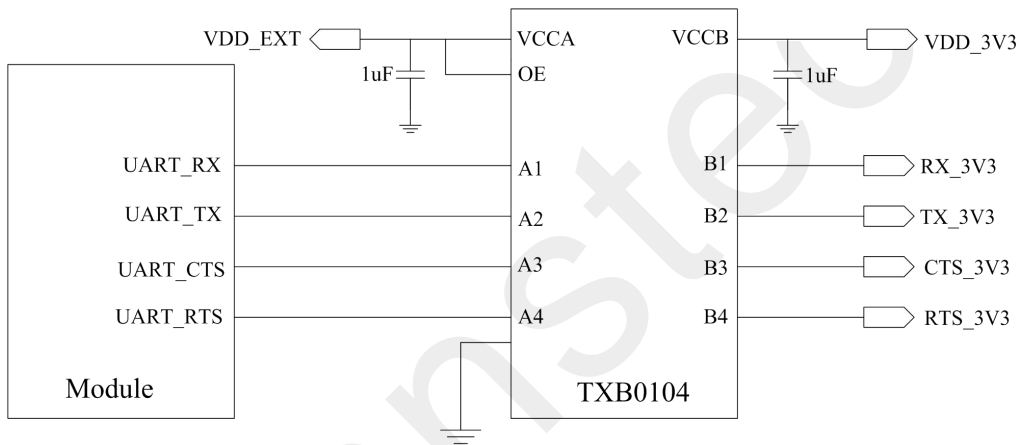 VDD_EXT
VCCA
VCCB
VDD_3V3
1uF
OE
1uF
UART_RX
A1
B1
RX_3V3
UART_TX
A2
B2
TX_3V3
UART_CTS
A3
B3
CTS_3V3
UART_RTS
A4
B4
RTS_3V3
Module
TXB0104